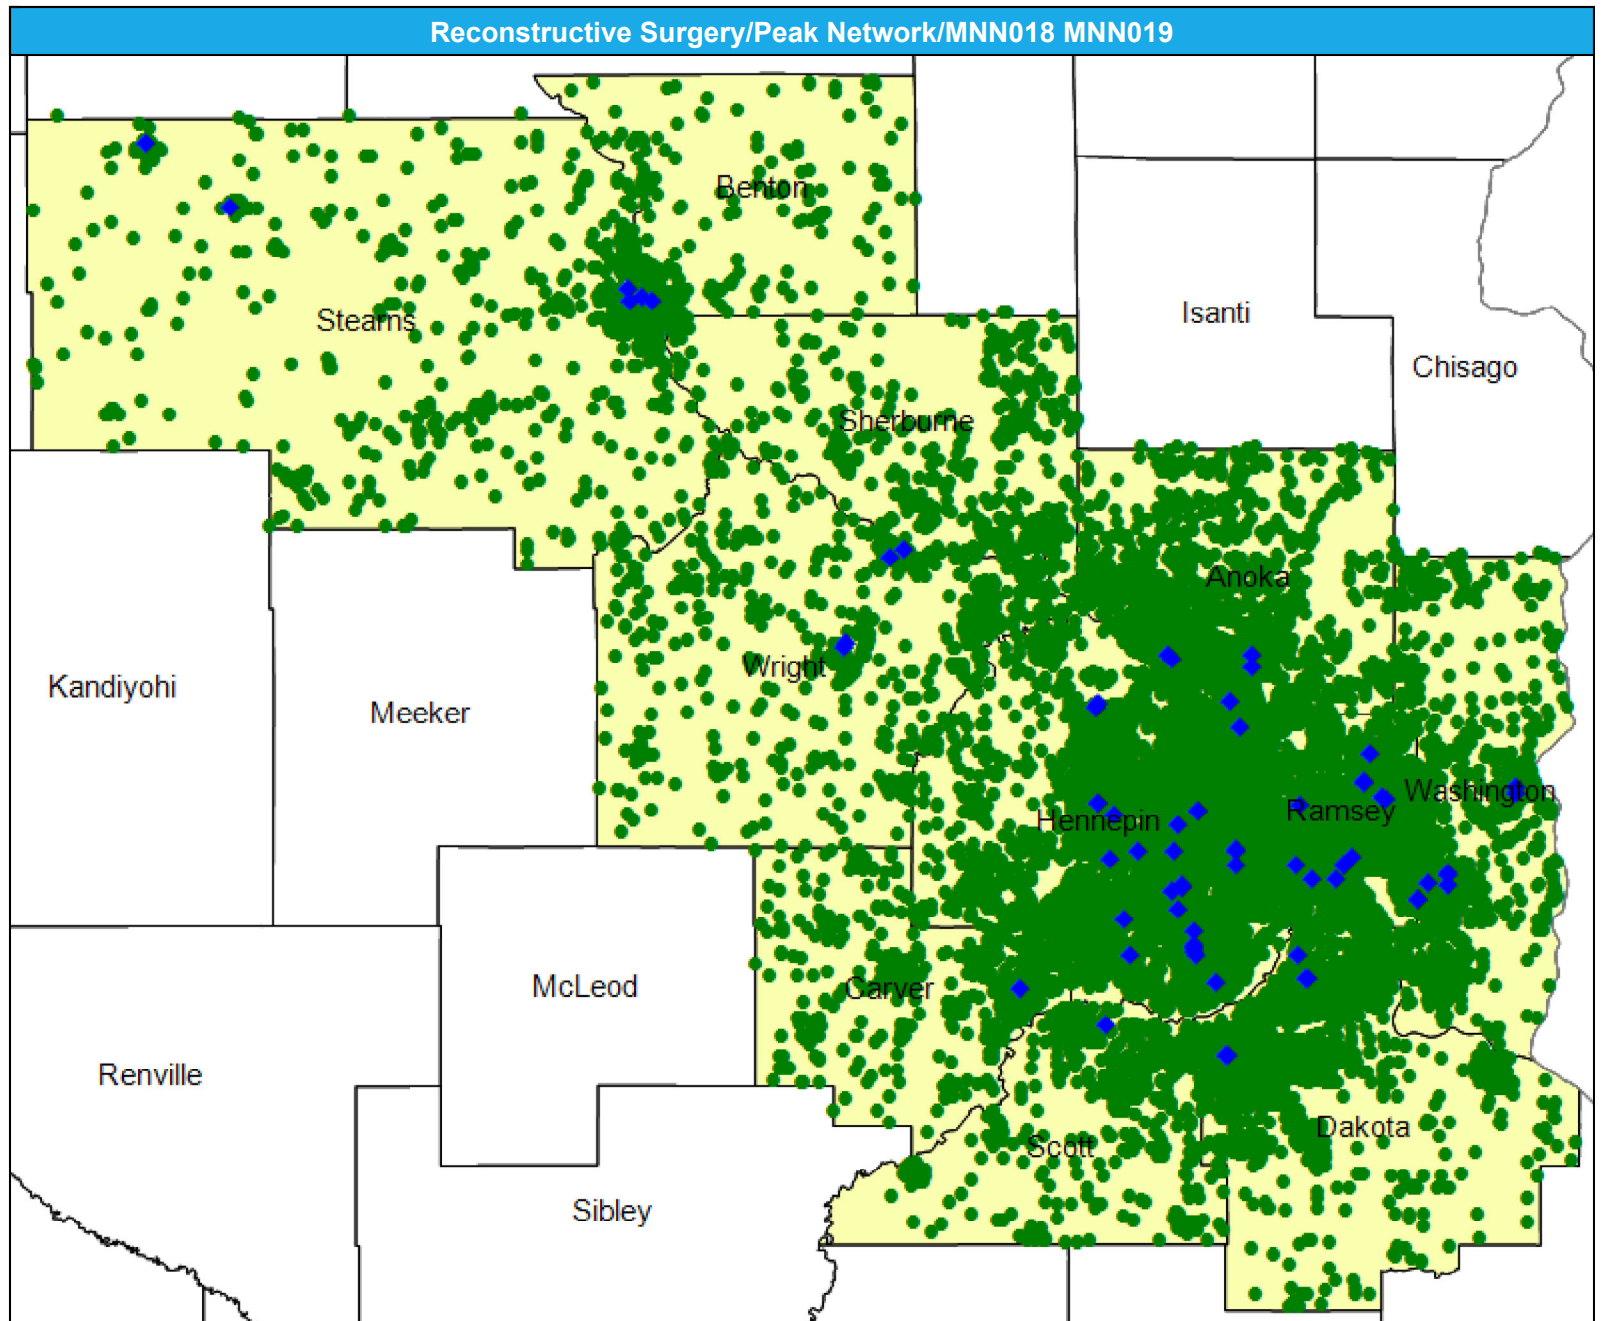 Reconstructive Surgery/Peak Network/MNN018 MNN019
Benton
Stearns
Isanti
Chisago
Sherburne
Anoka
Wright
Kandiyohi
Meeker
Washington
Ramsey
Hennepin
McLeod
Carver
Renville
Dakota
Scott
Sibley